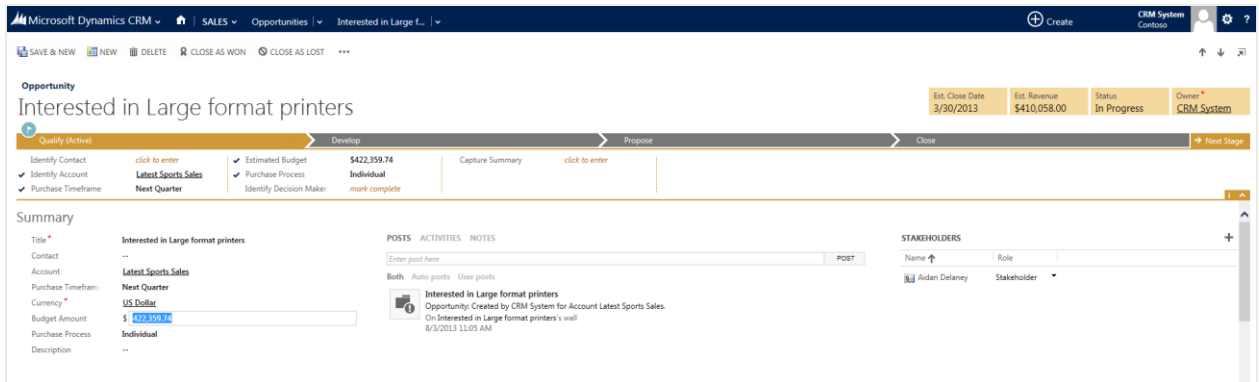 Microsoft Dynamics CRM SALES Opportunities Interested in Large f... Create CRM System
Contoso ?
SAVE & NEW NEW DELETE CLOSE AS WON CLOSE AS LOST •••
Opportunity
Interested in Large format printers
Est. Close Date Est. Revenue Status Owner*
3/30/2013 $410,058.00 In Progress CRM System
Qualify (Active) Develop Propose Close → Next Stage
Identify Contact click to enter ✓ Estimated Budget $422,359.74 Capture Summary click to enter
✓ Identify Account Latest Sports Sales ✓ Purchase Process Individual
✓ Purchase Timeframe Next Quarter Identify Decision Maker mark complete
Summary
Title* Interested in Large format printers
Contact --
Account Latest Sports Sales
Purchase Timeframe Next Quarter
Currency* US Dollar
Budget Amount $ 422,359.74
Purchase Process Individual
Description --
POSTS ACTIVITIES NOTES
Enter post here POST
Both Auto posts User posts
Interested in Large format printers
Opportunity: Created by CRM System for Account Latest Sports Sales.
On Interested in Large format printers's wall
8/3/2013 11:05 AM
STAKEHOLDERS +
Name ↑ Role
Aidan Delaney Stakeholder